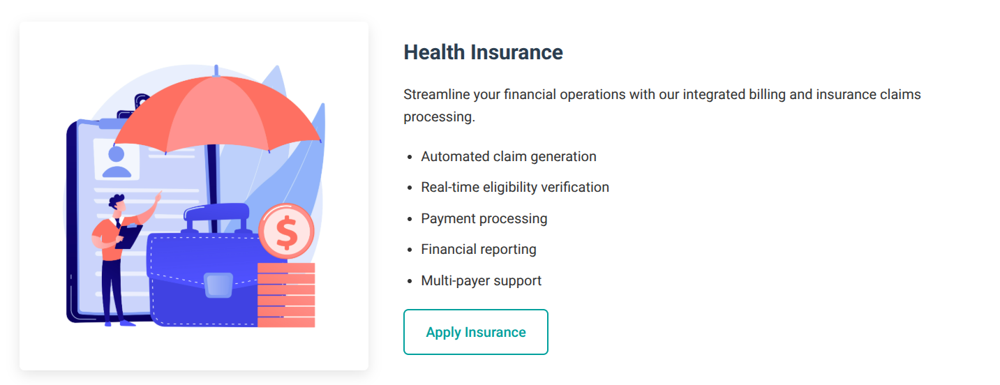 Health Insurance
Streamline your financial operations with our integrated billing and insurance claims
processing.
• Automated claim generation
• Real-time eligibility verification
• Payment processing
• Financial reporting
• Multi-payer support
$
Apply Insurance